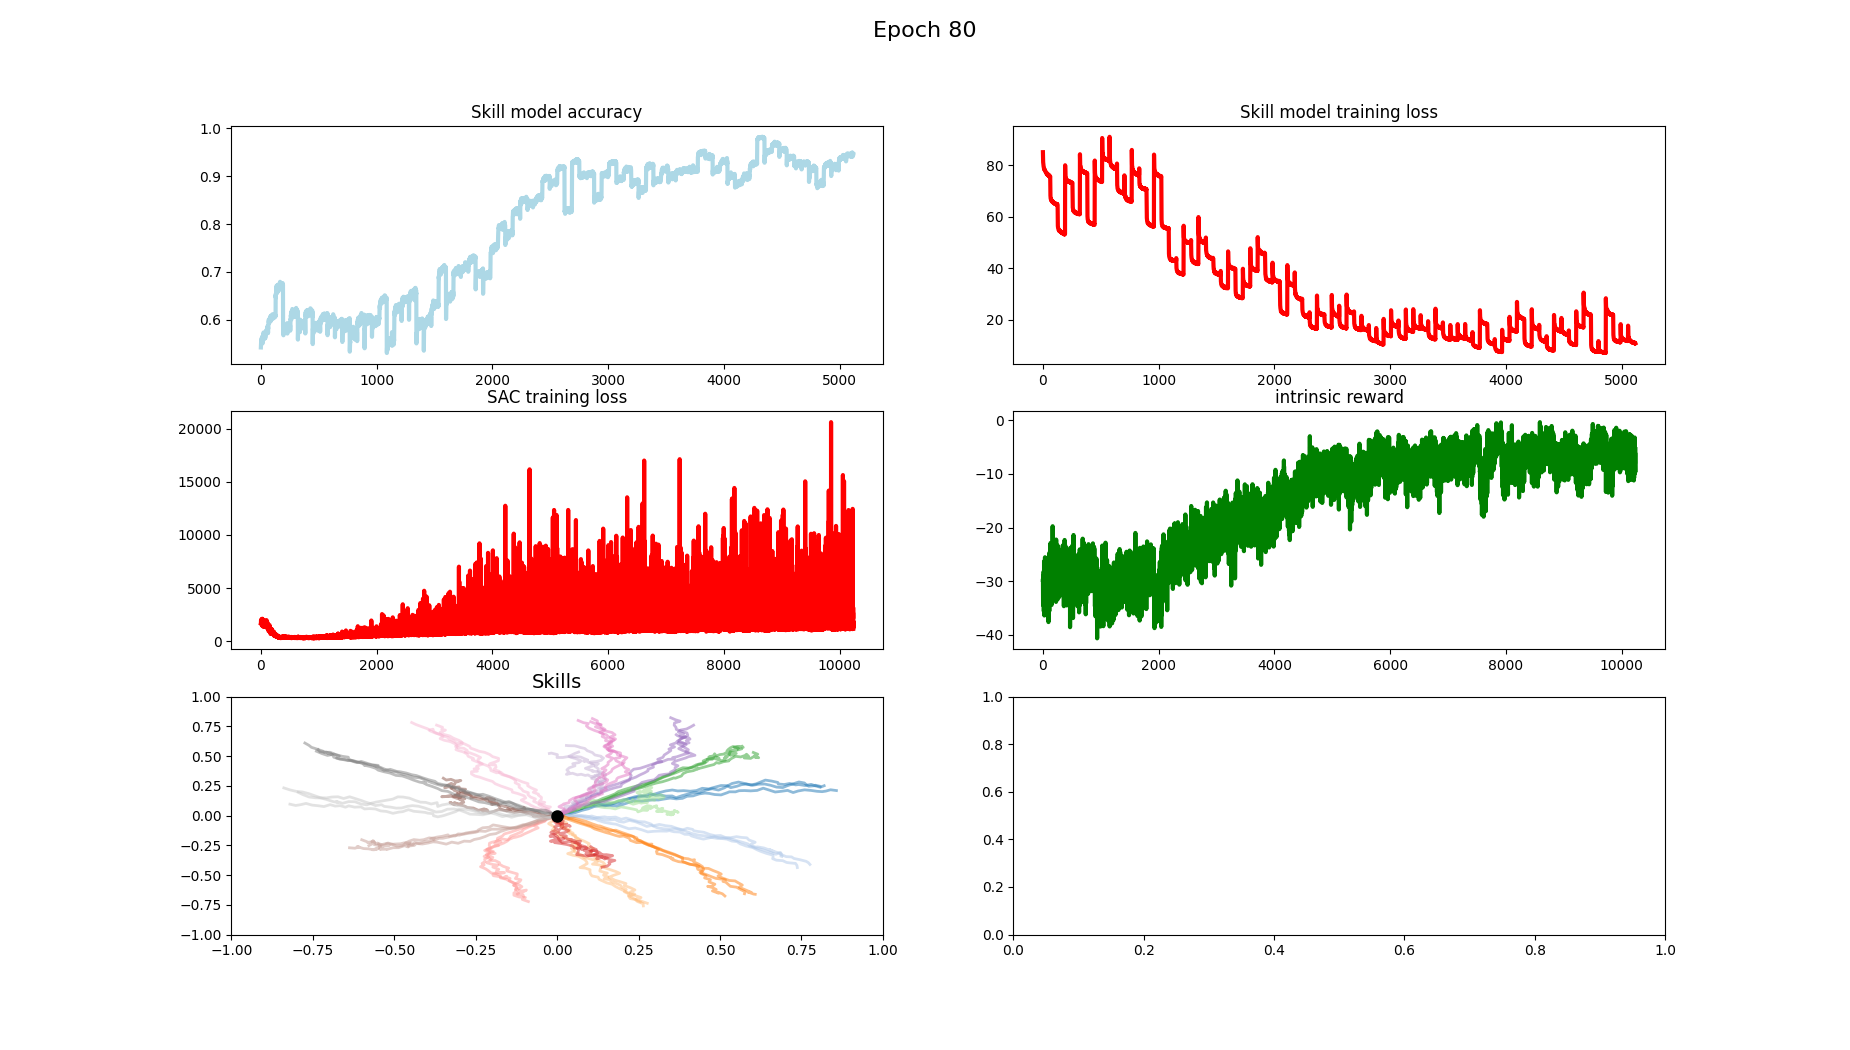 Epoch 80
Skill model accuracy
1.0
0.9
0.8
0.7
0.6
0 1000 2000 3000 4000 5000
Skill model training loss
80
60
40
20
0 1000 2000 3000 4000 5000
SAC training loss
20000
15000
10000
5000
0
0 2000 4000 6000 8000 10000
intrinsic reward
0
−10
−20
−30
−40
0 2000 4000 6000 8000 10000
Skills
1.00
0.75
0.50
0.25
0.00
−0.25
−0.50
−0.75
−1.00
−1.00 −0.75 −0.50 −0.25 0.00 0.25 0.50 0.75 1.00
1.0
0.8
0.6
0.4
0.2
0.0
0.0 0.2 0.4 0.6 0.8 1.0